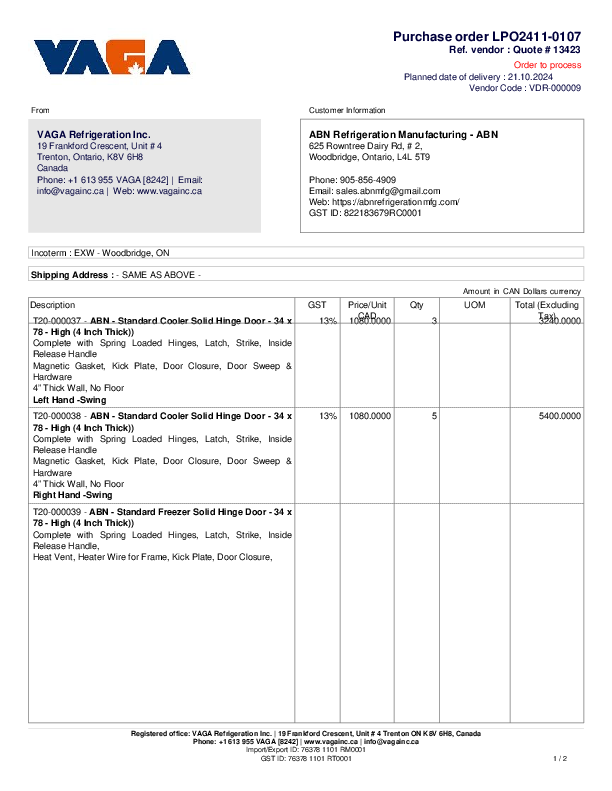 VAGA
Purchase order LPO2411-0107
Ref. vendor : Quote # 13423
Order to process
Planned date of delivery : 21.10.2024
Vendor Code : VDR-000009
From
VAGA Refrigeration Inc.
19 Frankford Crescent, Unit # 4
Trenton, Ontario, K8V 6H8
Canada
Phone: +1 613 955 VAGA [8242] | Email:
info@vagainc.ca | Web: www.vagainc.ca
Customer Information
ABN Refrigeration Manufacturing - ABN
625 Rowntree Dairy Rd, # 2,
Woodbridge, Ontario, L4L 5T9
Phone: 905-856-4909
Email: sales.abnmfg@gmail.com
Web: https://abnrefrigerationmfg.com/
GST ID: 822183679RC0001
Incoterm : EXW - Woodbridge, ON
Shipping Address : - SAME AS ABOVE -
Amount in CAN Dollars currency
Description GST Price/Unit CAD Qty UOM Total (Excluding Tax)
T20-000037 - ABN - Standard Cooler Solid Hinge Door - 34 x 13% 1080.0000 3 3240.0000
78 - High (4 Inch Thick))
Complete with Spring Loaded Hinges, Latch, Strike, Inside
Release Handle
Magnetic Gasket, Kick Plate, Door Closure, Door Sweep &
Hardware
4" Thick Wall, No Floor
Left Hand -Swing
T20-000038 - ABN - Standard Cooler Solid Hinge Door - 34 x 13% 1080.0000 5 5400.0000
78 - High (4 Inch Thick))
Complete with Spring Loaded Hinges, Latch, Strike, Inside
Release Handle
Magnetic Gasket, Kick Plate, Door Closure, Door Sweep &
Hardware
4" Thick Wall, No Floor
Right Hand -Swing
T20-000039 - ABN - Standard Freezer Solid Hinge Door - 34 x
78 - High (4 Inch Thick))
Complete with Spring Loaded Hinges, Latch, Strike, Inside
Release Handle,
Heat Vent, Heater Wire for Frame, Kick Plate, Door Closure,
Registered office: VAGA Refrigeration Inc. | 19 Frankford Crescent, Unit # 4 Trenton ON K8V 6H8, Canada
Phone: +1 613 955 VAGA [8242] | www.vagainc.ca | info@vagainc.ca
Import/Export ID: 76378 1101 RM0001
GST ID: 76378 1101 RT0001
1 / 2